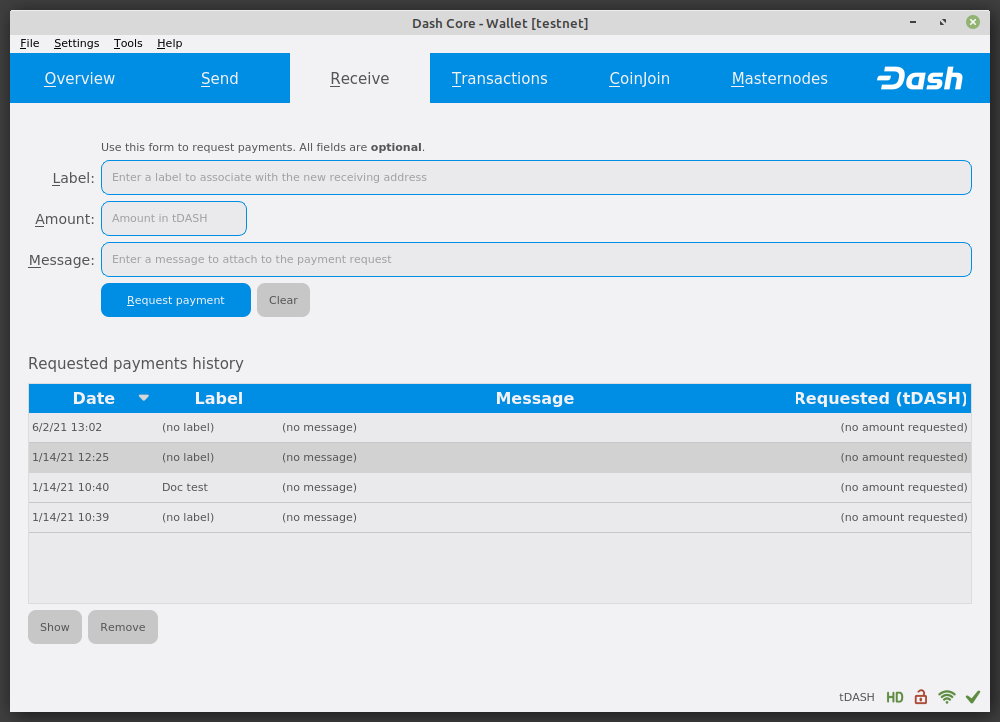 Dash Core - Wallet [testnet]
File Settings Tools Help
Overview Send Receive Transactions CoinJoin Masternodes Dash
Use this form to request payments. All fields are optional.
Label: Enter a label to associate with the new receiving address
Amount: Amount in tDASH
Message: Enter a message to attach to the payment request
Request payment Clear
Requested payments history
Date Label Message Requested (tDASH)
6/2/21 13:02 (no label) (no message) (no amount requested)
1/14/21 12:25 (no label) (no message) (no amount requested)
1/14/21 10:40 Doc test (no message) (no amount requested)
1/14/21 10:39 (no label) (no message) (no amount requested)
Show Remove
tDASH HD